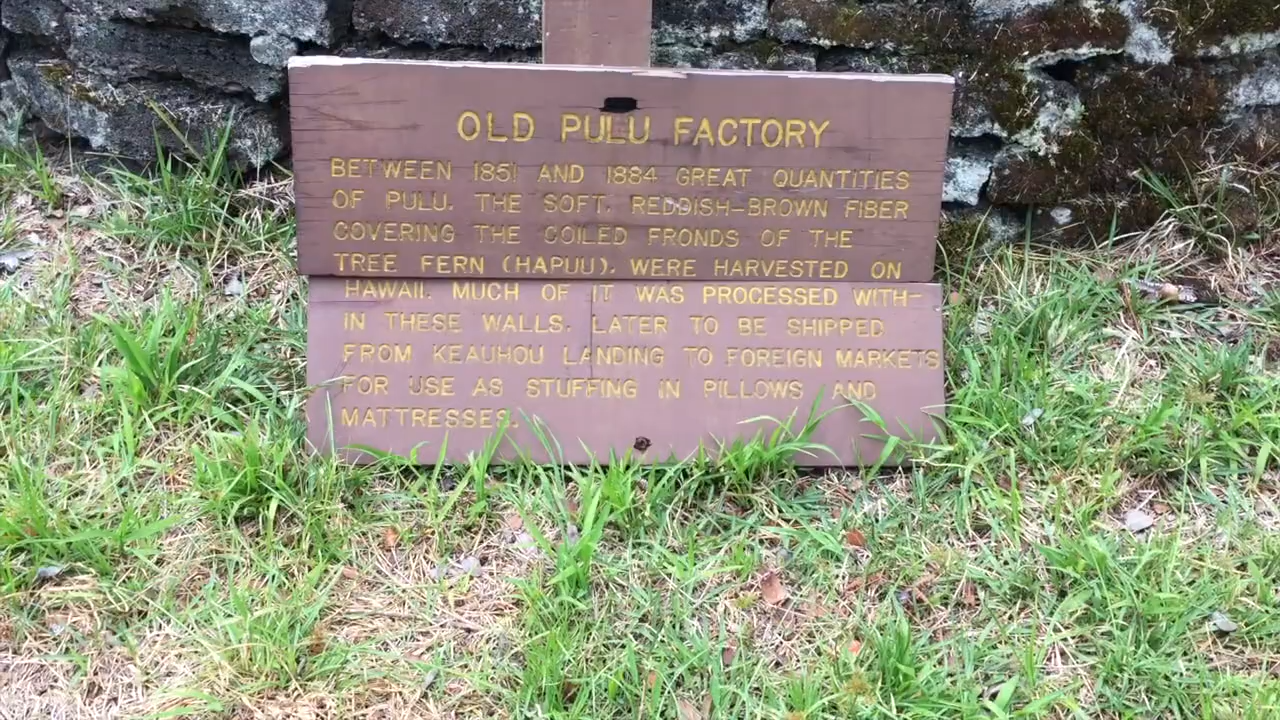 OLD PULU FACTORY
BETWEEN 1851 AND 1884 GREAT QUANTITIES
OF PULU, THE SOFT, REDDISH-BROWN FIBER
COVERING THE COILED FRONDS OF THE
TREE FERN (HAPUU), WERE HARVESTED ON
HAWAII. MUCH OF IT WAS PROCESSED WITH-
IN THESE WALLS, LATER TO BE SHIPPED
FROM KEAUHOU LANDING TO FOREIGN MARKETS
FOR USE AS STUFFING IN PILLOWS AND
MATTRESSES.